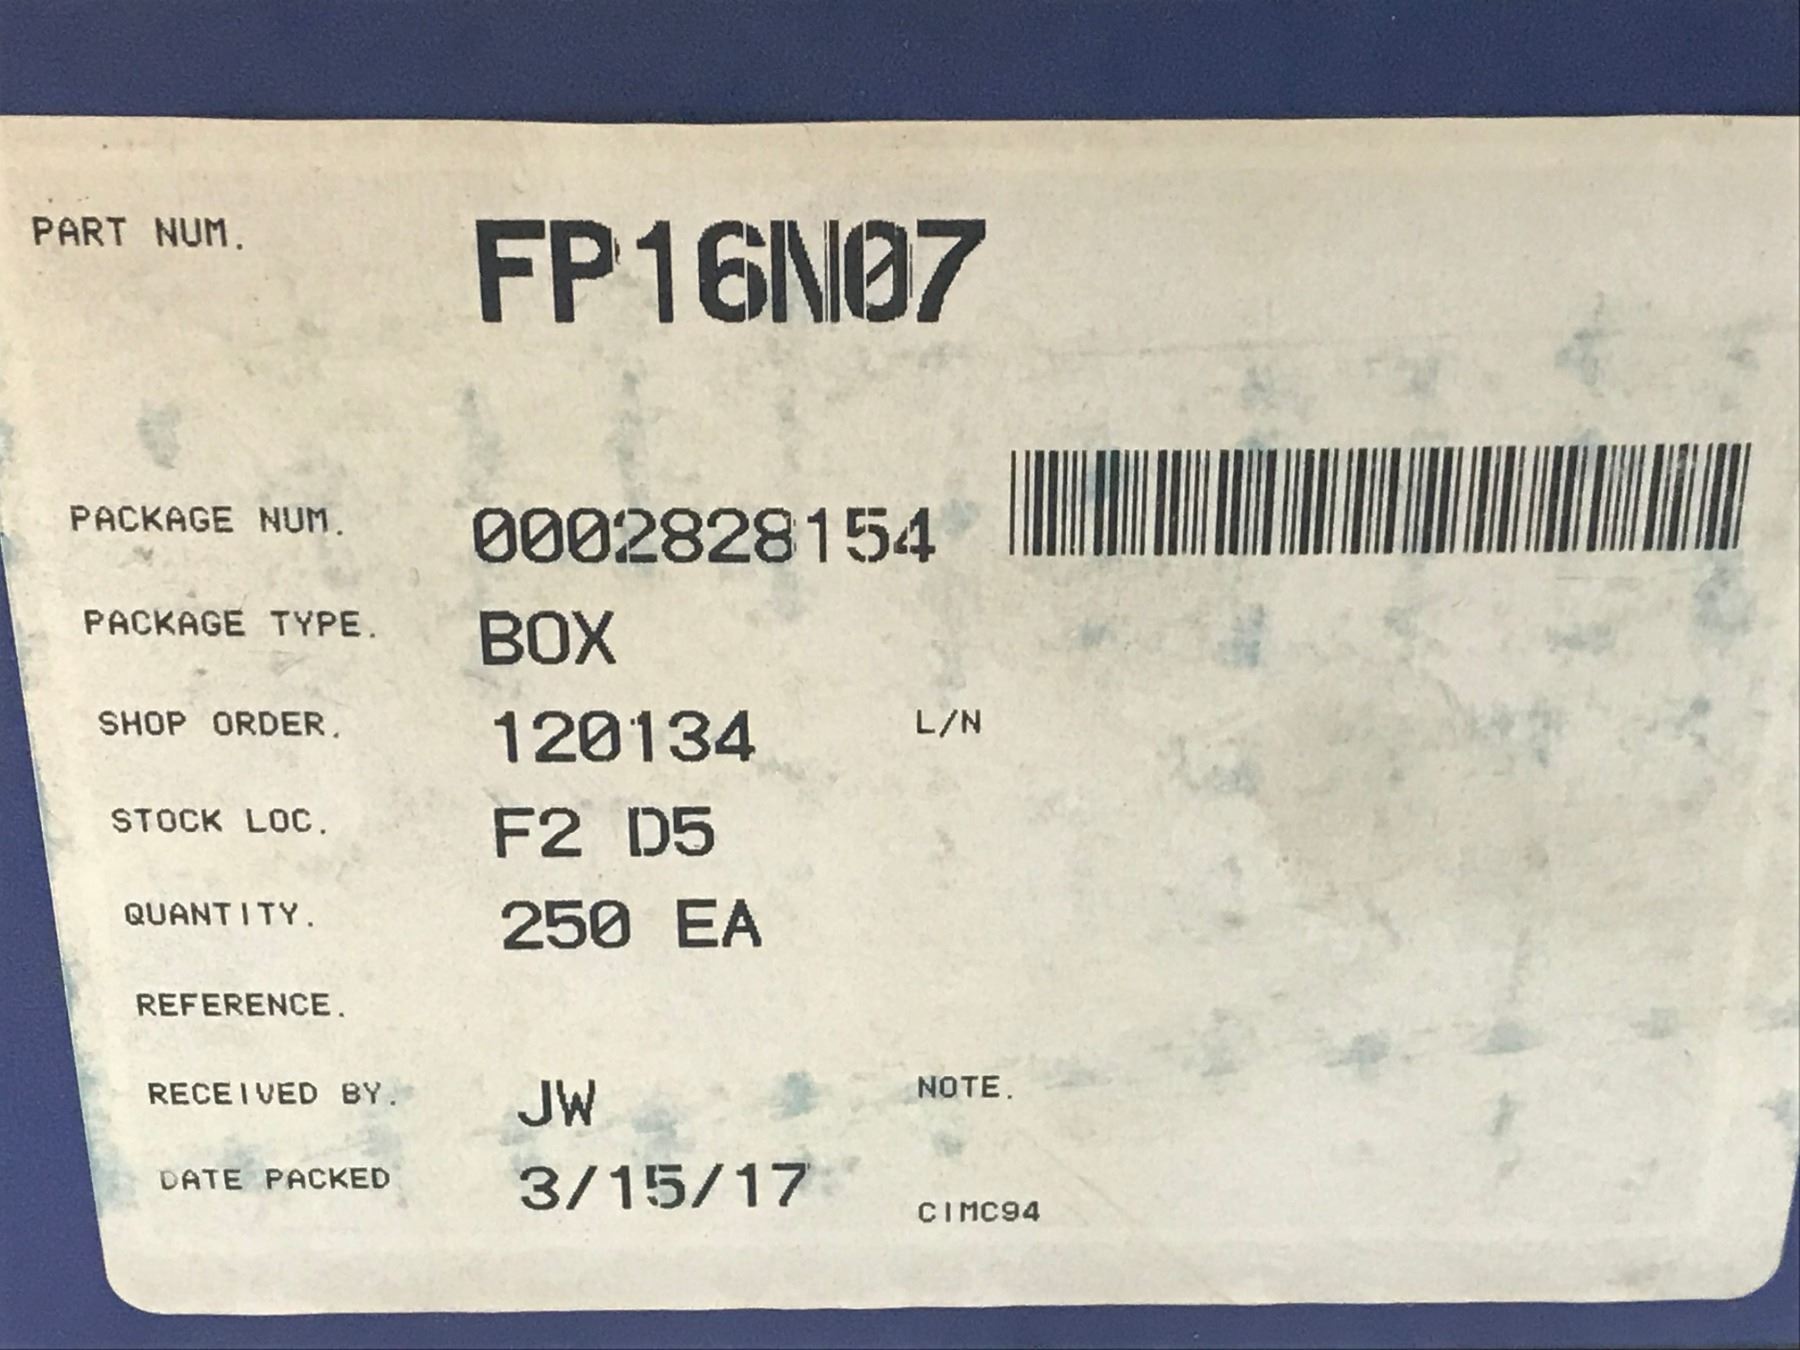 PART NUM. FP16N07
PACKAGE NUM. 0002828154
PACKAGE TYPE. BOX
SHOP ORDER. 120134 L/N
STOCK LOC. F2 D5
QUANTITY. 250 EA
REFERENCE.
RECEIVED BY. JW NOTE.
DATE PACKED 3/15/17 CIMC94